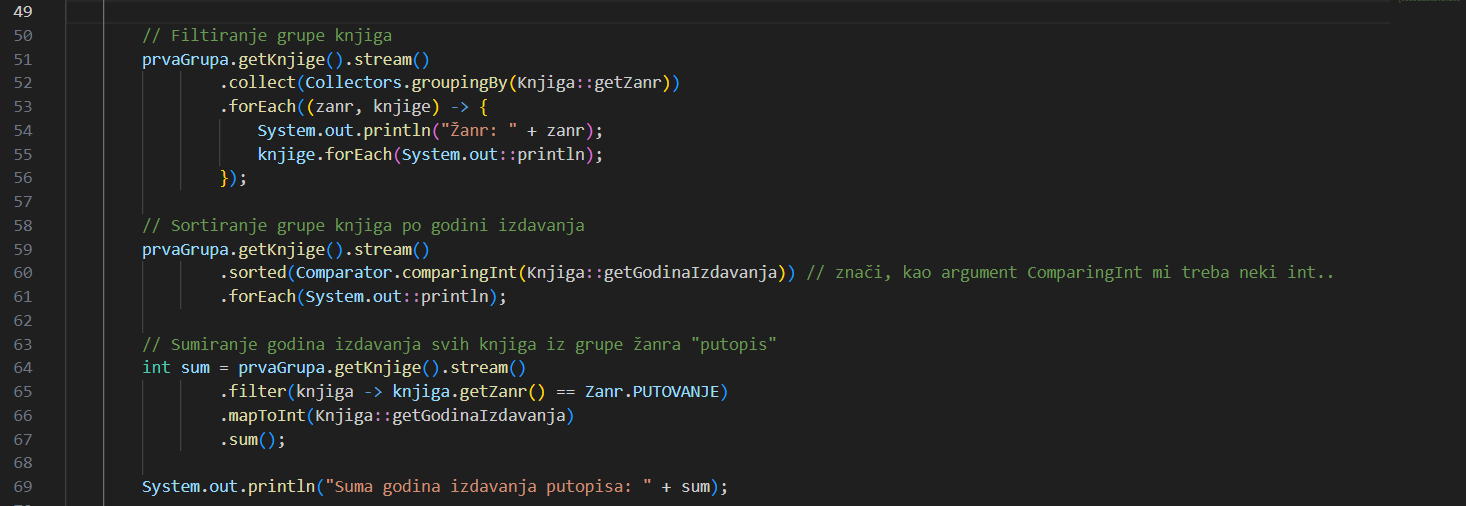 49
50 // Filtiranje grupe knjiga
51 prvaGrupa.getKnjige().stream()
52 .collect(Collectors.groupingBy(Knjiga::getZanr))
53 .forEach((zanr, knjige) -> {
54 System.out.println("Žanr: " + zanr);
55 knjige.forEach(System.out::println);
56 });
57
58 // Sortiranje grupe knjiga po godini izdavanja
59 prvaGrupa.getKnjige().stream()
60 .sorted(Comparator.comparingInt(Knjiga::getGodinaIzdavanja)) // znači, kao argument ComparingInt mi treba neki int..
61 .forEach(System.out::println);
62
63 // Sumiranje godina izdavanja svih knjiga iz grupe žanra "putopis"
64 int sum = prvaGrupa.getKnjige().stream()
65 .filter(knjiga -> knjiga.getZanr() == Zanr.PUTOVANJE)
66 .mapToInt(Knjiga::getGodinaIzdavanja)
67 .sum();
68
69 System.out.println("Suma godina izdavanja putopisa: " + sum);